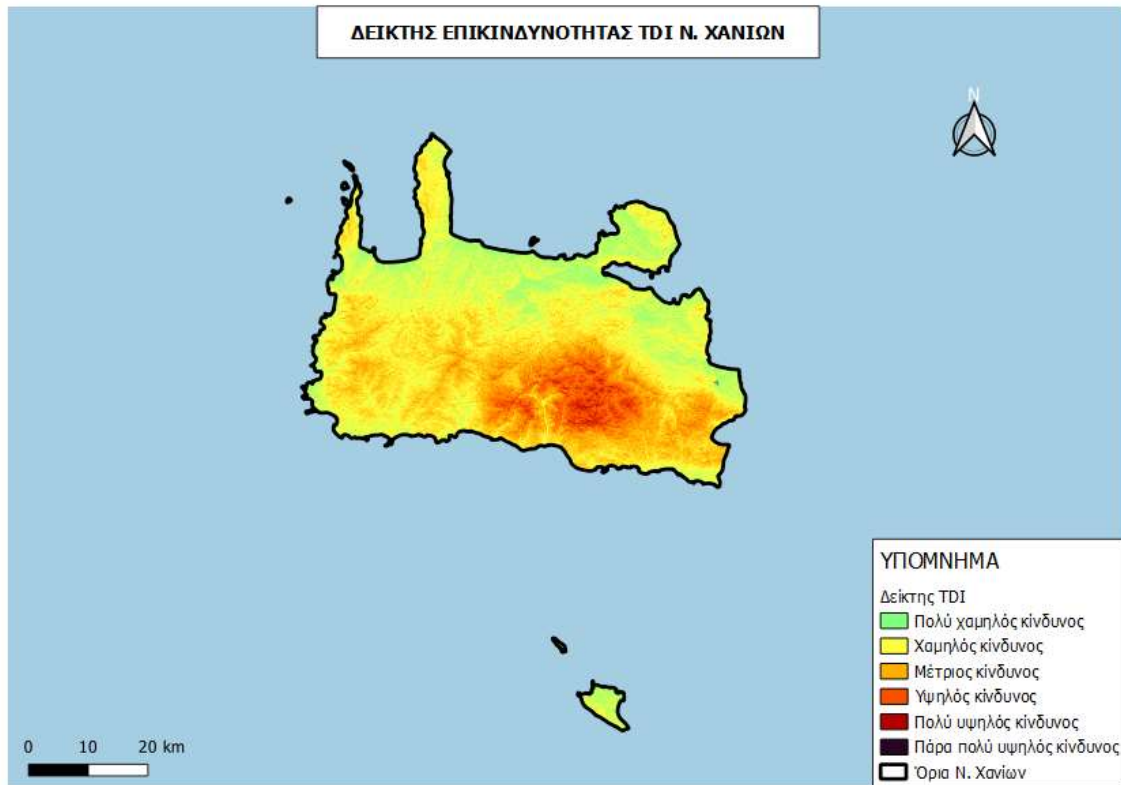 ΔΕΙΚΤΗΣ ΕΠΙΚΙΝΔΥΝΟΤΗΤΑΣ TDI Ν. ΧΑΝΙΩΝ
N
ΥΠΟΜΝΗΜΑ
Δείκτης TDI
Πολύ χαμηλός κίνδυνος
Χαμηλός κίνδυνος
Μέτριος κίνδυνος
Υψηλός κίνδυνος
Πολύ υψηλός κίνδυνος
Πάρα πολύ υψηλός κίνδυνος
Όρια Ν. Χανίων
0 10 20 km